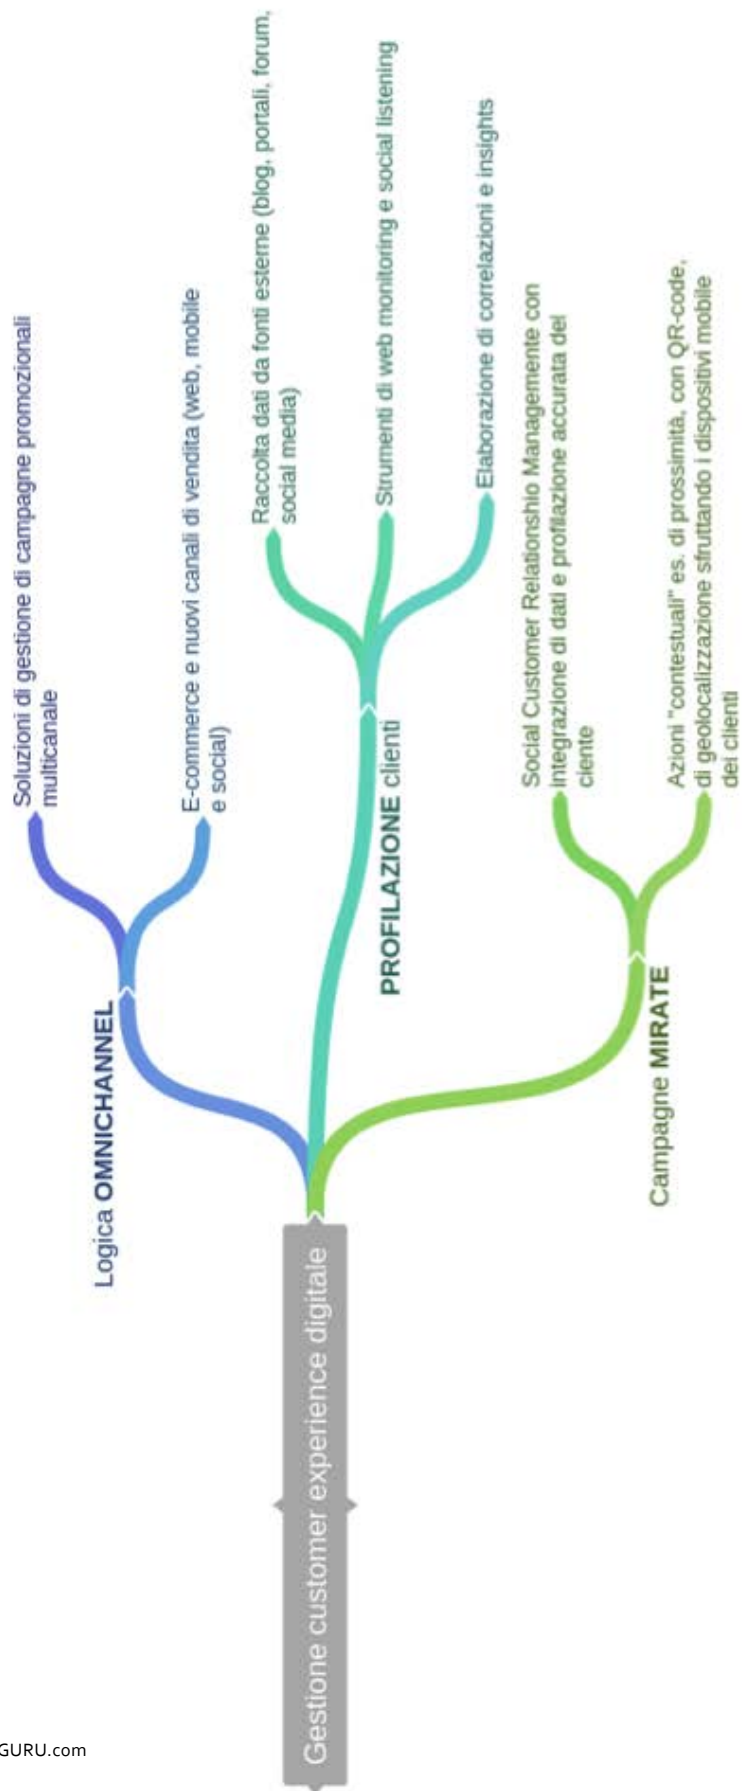 Gestione customer experience digitale
Logica OMNICHANNEL
Soluzioni di gestione di campagne promozionali
multicanale
E-commerce e nuovi canali di vendita (web, mobile
e social)
PROFILAZIONE clienti
Raccolta dati da fonti esterne (blog, portali, forum,
social media)
Strumenti di web monitoring e social listening
Elaborazione di correlazioni e insights
Campagne MIRATE
Social Customer Relationshio Managemente con
integrazione di dati e profilazione accurata del
ciente
Azioni "contestuali" es. di prossimità, con QR-code,
di geolocalizzazione sfruttando i dispositivi mobile
dei clienti
GURU.com